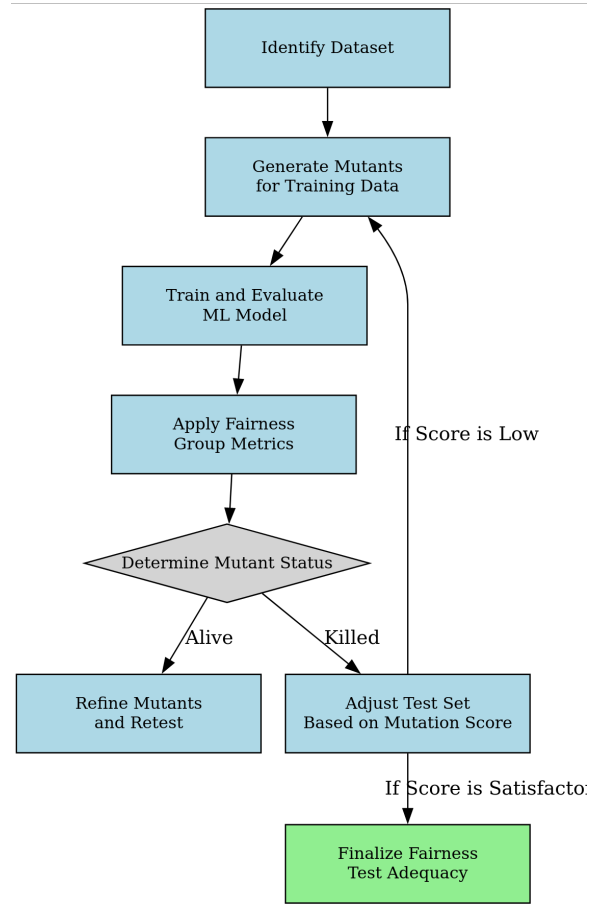 Identify Dataset
Generate Mutants
for Training Data
Train and Evaluate
ML Model
Apply Fairness
Group Metrics
If Score is Low
Determine Mutant Status
Alive
Killed
Refine Mutants
and Retest
Adjust Test Set
Based on Mutation Score
If Score is Satisfacto
Finalize Fairness
Test Adequacy